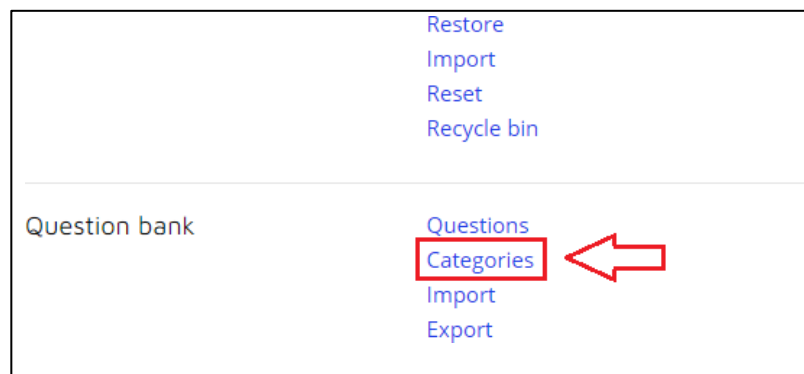 Restore
Import
Reset
Recycle bin
Question bank
Questions
Categories
Import
Export